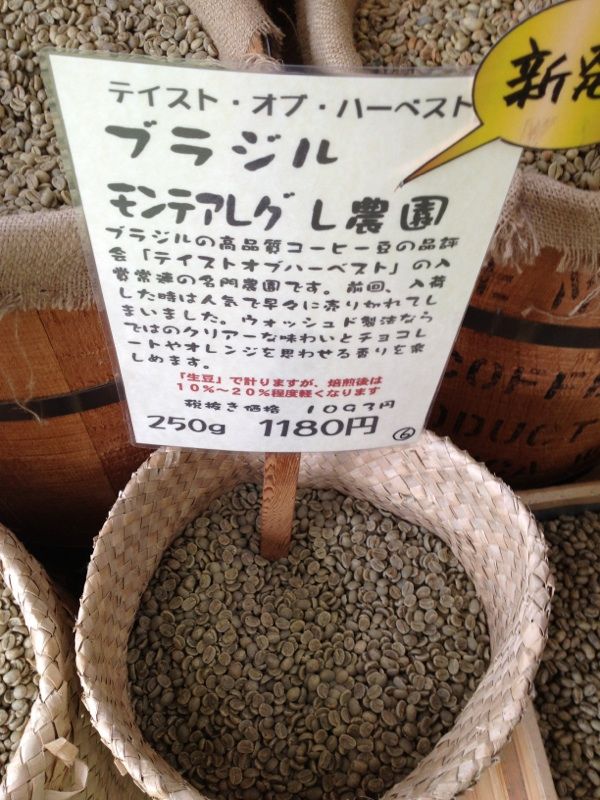 新
テイスト・オブ・ハーベスト
ブラジル
モンテアレグレ農園
ブラジルの高品質コーヒー豆の品評
会「テイストオブハーベスト」の入
賞常連の名門農園です。前回、入荷
した時は人気で早々に売り切れてし
まいました。ウォッシュド製法なら
ではのクリアーな味わいとチョコレ
ートやオレンジを思わせる香りを楽
しめます。
「生豆」で計りますが、焙煎後は
10%～20%程度軽くなります
税抜き価格 1093円
250g 1180円 ⑥
COFFEE
PRODUCT